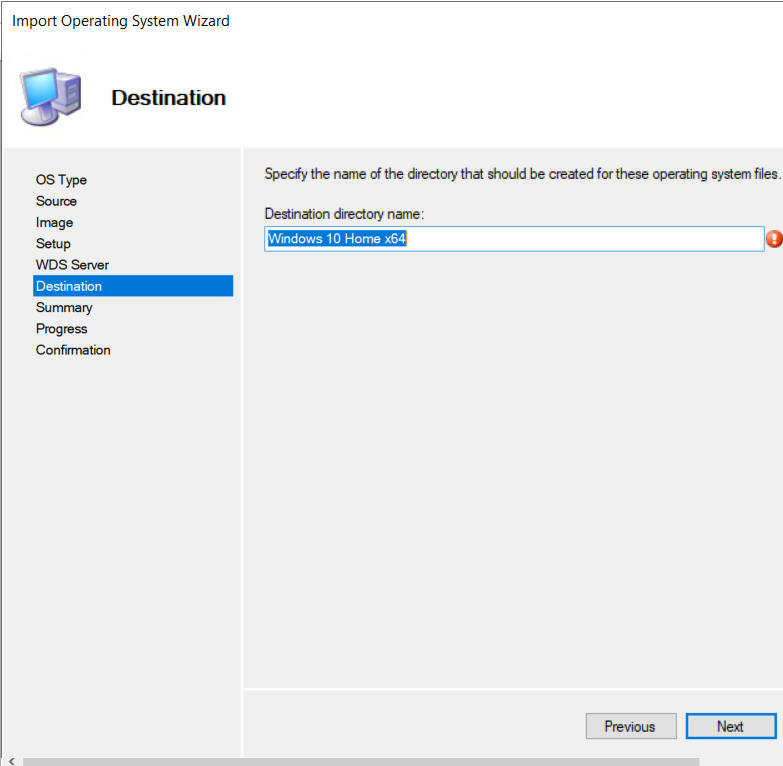 Import Operating System Wizard
Destination
OS Type
Source
Image
Setup
WDS Server
Destination
Summary
Progress
Confirmation
Specify the name of the directory that should be created for these operating system files.
Destination directory name:
Windows 10 Home x64
Previous
Next